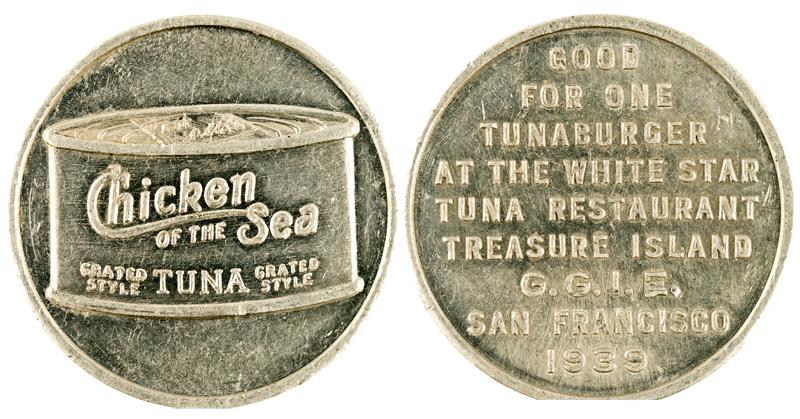 Chicken
OF THE Sea
GRATED STYLE TUNA GRATED STYLE
GOOD
FOR ONE
TUNABURGER
AT THE WHITE STAR
TUNA RESTAURANT
TREASURE ISLAND
G.G.I.E.
SAN FRANCISCO
1939